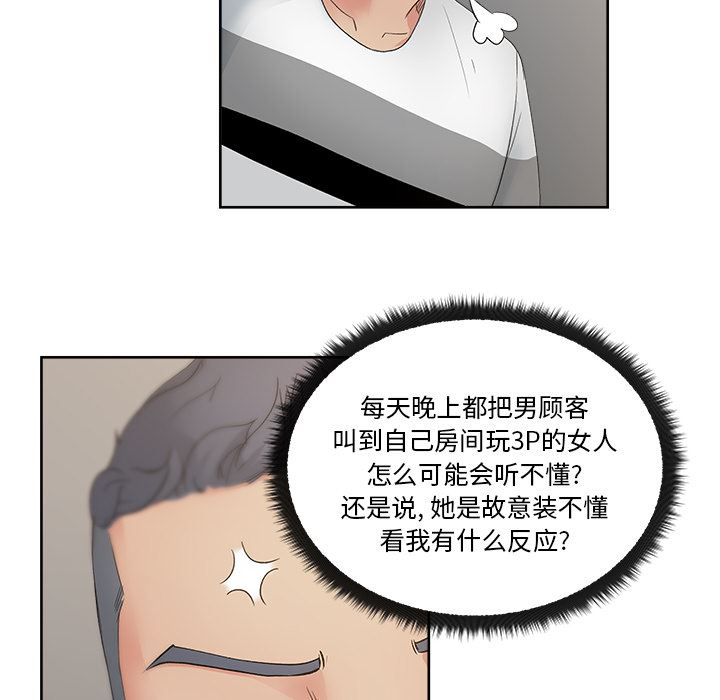 每天晚上都把男顾客
叫到自己房间玩3P的女人
怎么可能会听不懂?
还是说, 她是故意装不懂
看我有什么反应?